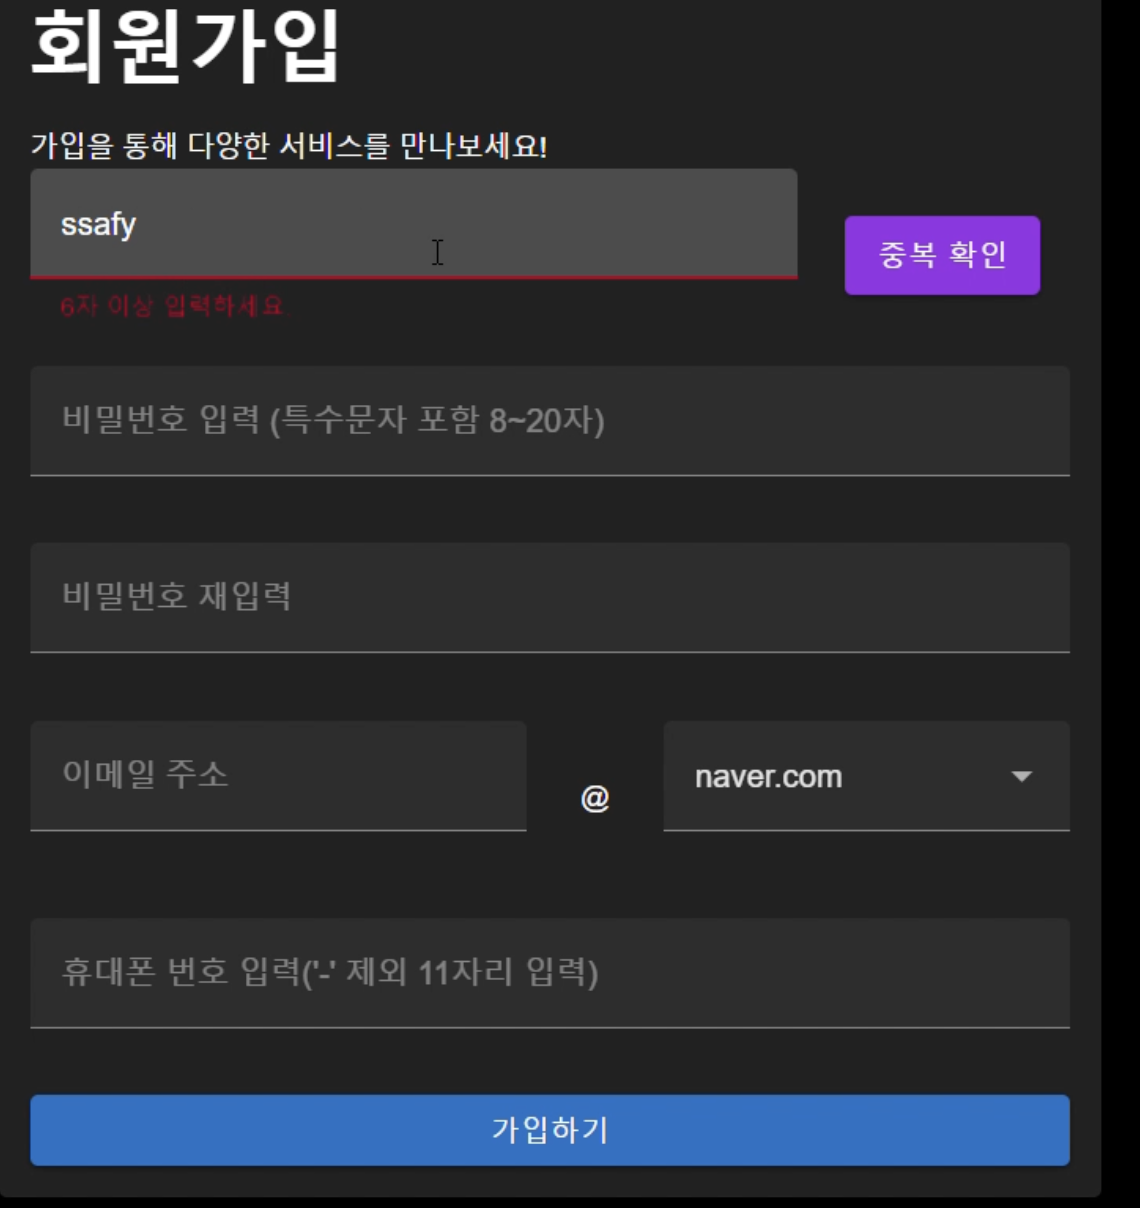 회원가입
가입을 통해 다양한 서비스를 만나보세요!
ssafy
중복 확인
6자 이상 입력하세요.
비밀번호 입력 (특수문자 포함 8~20자)
비밀번호 재입력
이메일 주소
@
naver.com
휴대폰 번호 입력('-' 제외 11자리 입력)
가입하기